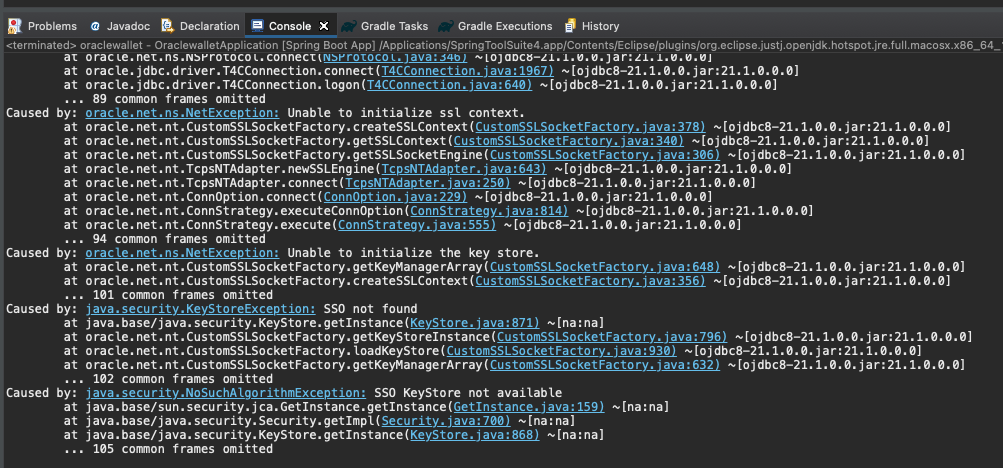 Problems @ Javadoc Declaration Console Gradle Tasks Gradle Executions History
<terminated> oraclewallet - OraclewalletApplication [Spring Boot App] /Applications/SpringToolSuite4.app/Contents/Eclipse/plugins/org.eclipse.justj.openjdk.hotspot.jre.full.macosx.x86_64_
at oracle.net.ns.NSProtocol.connect(NSProtocol.java:346) ~[ojdbc8-21.1.0.0.jar:21.1.0.0.0]
at oracle.jdbc.driver.T4CConnection.connect(T4CConnection.java:1967) ~[ojdbc8-21.1.0.0.jar:21.1.0.0.0]
at oracle.jdbc.driver.T4CConnection.logon(T4CConnection.java:640) ~[ojdbc8-21.1.0.0.jar:21.1.0.0.0]
... 89 common frames omitted
Caused by: oracle.net.ns.NetException: Unable to initialize ssl context.
at oracle.net.nt.CustomSSLSocketFactory.createSSLContext(CustomSSLSocketFactory.java:378) ~[ojdbc8-21.1.0.0.jar:21.1.0.0.0]
at oracle.net.nt.CustomSSLSocketFactory.getSSLContext(CustomSSLSocketFactory.java:340) ~[ojdbc8-21.1.0.0.jar:21.1.0.0.0]
at oracle.net.nt.CustomSSLSocketFactory.getSSLSocketEngine(CustomSSLSocketFactory.java:306) ~[ojdbc8-21.1.0.0.jar:21.1.0.0.0]
at oracle.net.nt.TcpsNTAdapter.newSSLEngine(TcpsNTAdapter.java:643) ~[ojdbc8-21.1.0.0.jar:21.1.0.0.0]
at oracle.net.nt.TcpsNTAdapter.connect(TcpsNTAdapter.java:250) ~[ojdbc8-21.1.0.0.jar:21.1.0.0.0]
at oracle.net.nt.ConnOption.connect(ConnOption.java:229) ~[ojdbc8-21.1.0.0.jar:21.1.0.0.0]
at oracle.net.nt.ConnStrategy.executeConnOption(ConnStrategy.java:814) ~[ojdbc8-21.1.0.0.jar:21.1.0.0.0]
at oracle.net.nt.ConnStrategy.execute(ConnStrategy.java:555) ~[ojdbc8-21.1.0.0.jar:21.1.0.0.0]
... 94 common frames omitted
Caused by: oracle.net.ns.NetException: Unable to initialize the key store.
at oracle.net.nt.CustomSSLSocketFactory.getKeyManagerArray(CustomSSLSocketFactory.java:648) ~[ojdbc8-21.1.0.0.jar:21.1.0.0.0]
at oracle.net.nt.CustomSSLSocketFactory.createSSLContext(CustomSSLSocketFactory.java:356) ~[ojdbc8-21.1.0.0.jar:21.1.0.0.0]
... 101 common frames omitted
Caused by: java.security.KeyStoreException: SSO not found
at java.base/java.security.KeyStore.getInstance(KeyStore.java:871) ~[na:na]
at oracle.net.nt.CustomSSLSocketFactory.getKeyStoreInstance(CustomSSLSocketFactory.java:796) ~[ojdbc8-21.1.0.0.jar:21.1.0.0.0]
at oracle.net.nt.CustomSSLSocketFactory.loadKeyStore(CustomSSLSocketFactory.java:930) ~[ojdbc8-21.1.0.0.jar:21.1.0.0.0]
at oracle.net.nt.CustomSSLSocketFactory.getKeyManagerArray(CustomSSLSocketFactory.java:632) ~[ojdbc8-21.1.0.0.jar:21.1.0.0.0]
... 102 common frames omitted
Caused by: java.security.NoSuchAlgorithmException: SSO KeyStore not available
at java.base/sun.security.jca.GetInstance.getInstance(GetInstance.java:159) ~[na:na]
at java.base/java.security.Security.getImpl(Security.java:700) ~[na:na]
at java.base/java.security.KeyStore.getInstance(KeyStore.java:868) ~[na:na]
... 105 common frames omitted